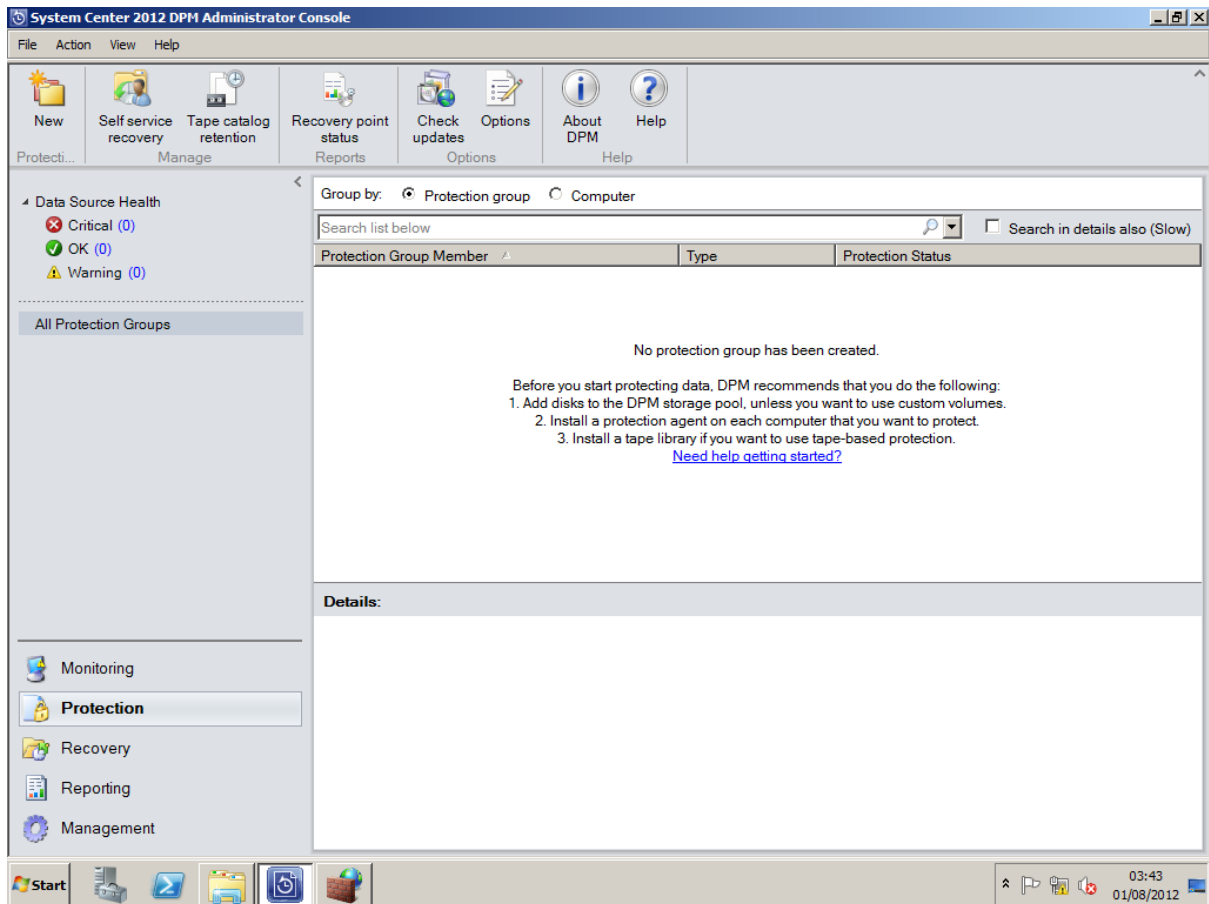 System Center 2012 DPM Administrator Console
File Action View Help
New
Self service recovery
Tape catalog retention
Recovery point status
Check updates
Options
About DPM
Help
Protecti...
Manage
Reports
Options
Help
Data Source Health
Critical (0)
OK (0)
Warning (0)
All Protection Groups
Group by: Protection group Computer
Search list below
Search in details also (Slow)
Protection Group Member Type Protection Status
No protection group has been created.
Before you start protecting data, DPM recommends that you do the following:
1. Add disks to the DPM storage pool, unless you want to use custom volumes.
2. Install a protection agent on each computer that you want to protect.
3. Install a tape library if you want to use tape-based protection.
Need help getting started?
Details:
Monitoring
Protection
Recovery
Reporting
Management
Start
03:43
01/08/2012